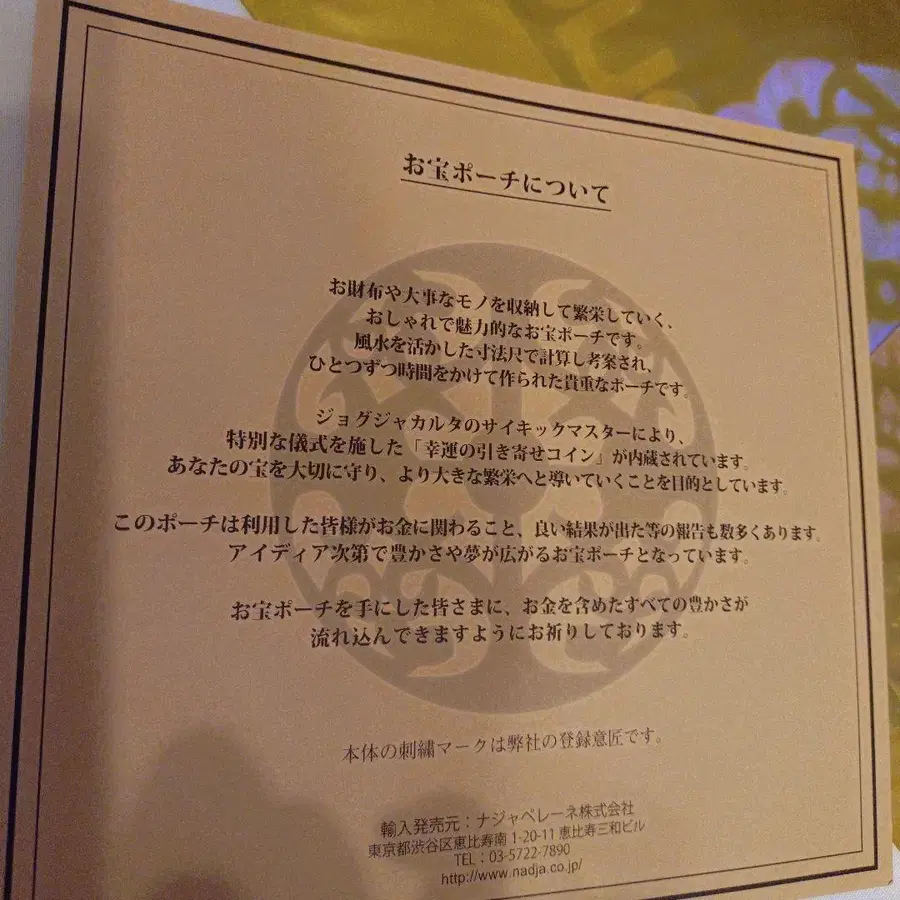 お宝ポーチについて
お財布や大事なモノを収納して繁栄していく、
おしゃれで魅力的なお宝ポーチです。
風水を活かした寸法尺で計算し考案され、
ひとつずつ時間をかけて作られた貴重なポーチです。
ジョグジャカルタのサイキックマスターにより、
特別な儀式を施した「幸運の引き寄せコイン」が内蔵されています。
あなたの宝を大切に守り、より大きな繁栄へと導いていくことを目的としています。
このポーチは利用した皆様がお金に関わること、良い結果が出た等の報告も数多くあります。
アイディア次第で豊かさや夢が広がるお宝ポーチとなっています。
お宝ポーチを手にした皆さまに、お金を含めたすべての豊かさが
流れ込んできますようにお祈りしております。
本体の刺繍マークは弊社の登録意匠です。
輸入発売元：ナジャペレーネ株式会社
東京都渋谷区恵比寿南 1-20-11 恵比寿三和ビル
TEL：03-5722-7890
http://www.nadja.co.jp/